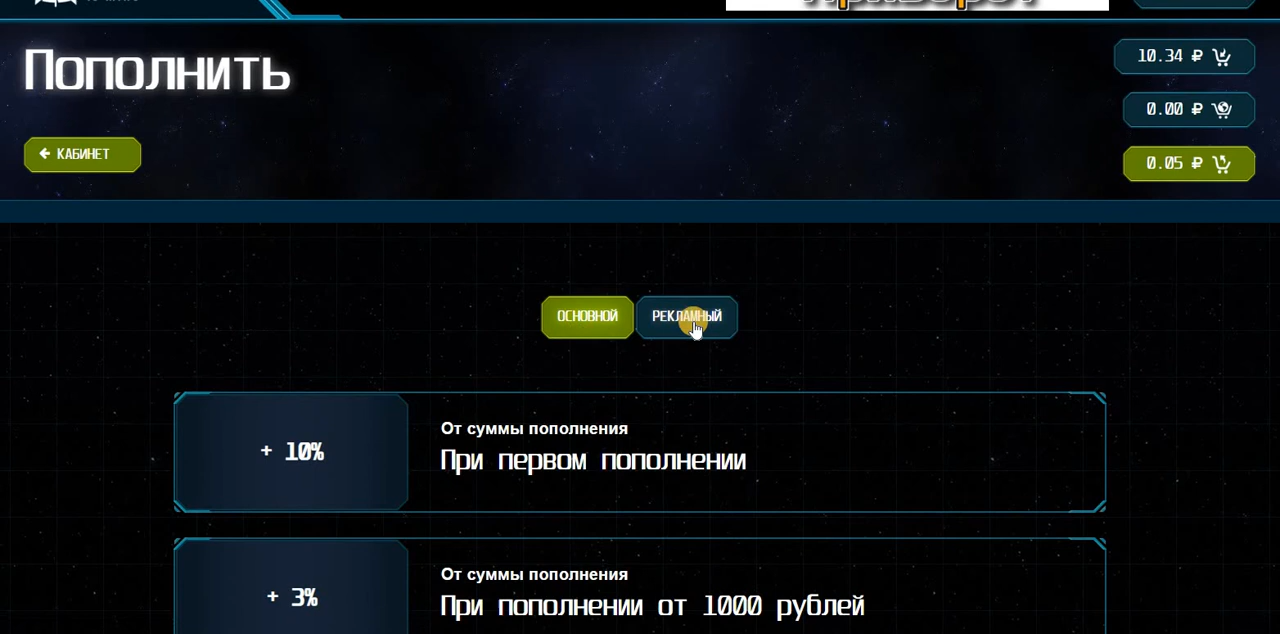 Пополнить
10.34 ₽
0.00 ₽
← КАБИНЕТ
0.05 ₽
ОСНОВНОЙ
РЕКЛАМНЫЙ
+ 10%
От суммы пополнения
При первом пополнении
+ 3%
От суммы пополнения
При пополнении от 1000 рублей